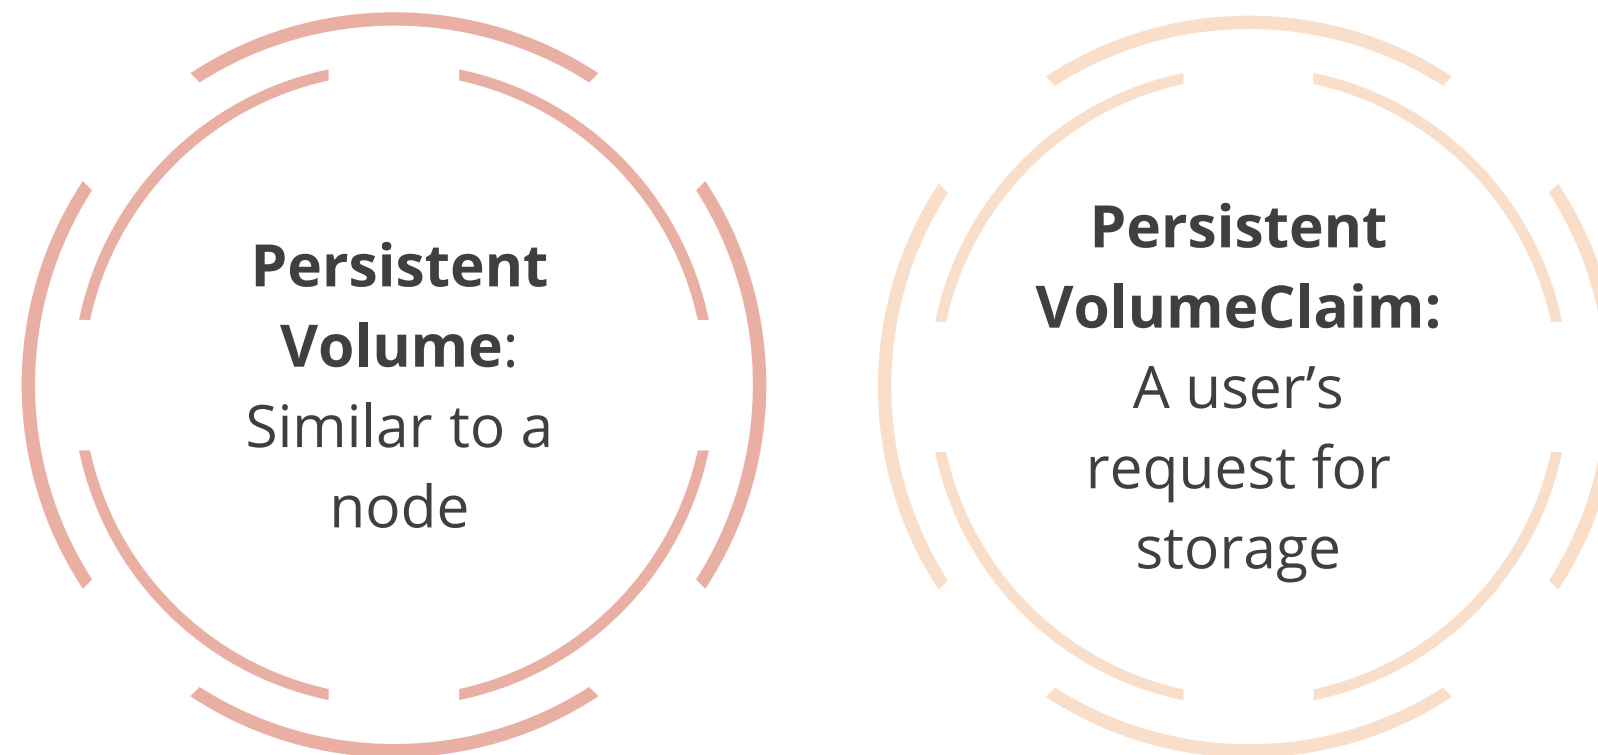 Persistent
Volume:
Similar to a
node
Persistent
VolumeClaim:
A user’s
request for
storage